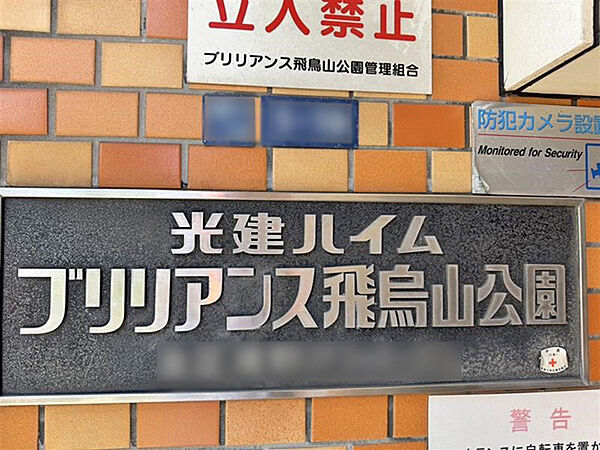 立入禁止
ブリリアンス飛鳥山公園管理組合
防犯カメラ設置
Monitored for Security
光建ハイム
ブリリアンス飛鳥山公園
警告